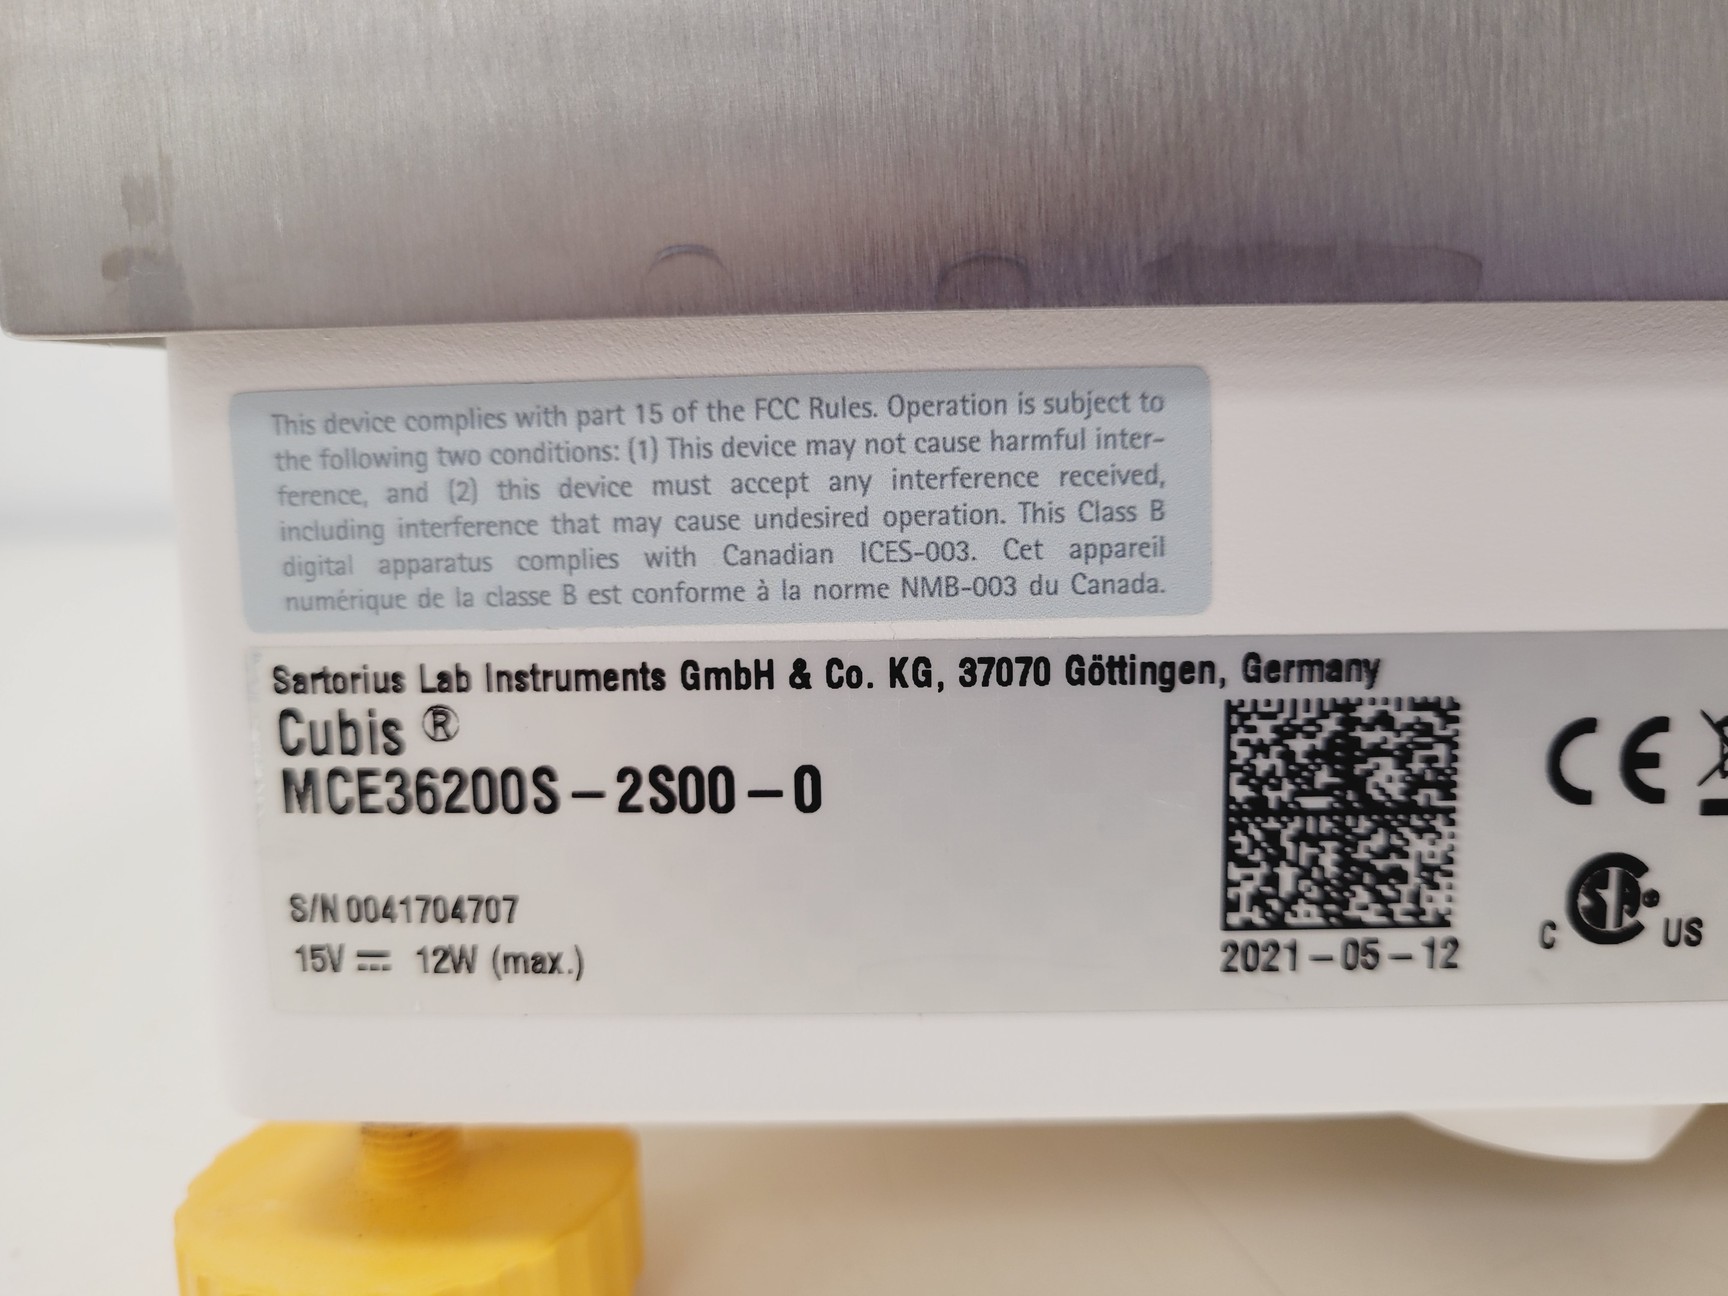 This device complies with part 15 of the FCC Rules. Operation is subject to
the following two conditions: (1) This device may not cause harmful inter-
ference, and (2) this device must accept any interference received,
including interference that may cause undesired operation. This Class B
digital apparatus complies with Canadian ICES-003. Cet appareil
numérique de la classe B est conforme à la norme NMB-003 du Canada.
Sartorius Lab Instruments GmbH & Co. KG, 37070 Göttingen, Germany
Cubis ®
MCE36200S-2S00-0
CE
S/N 0041704707
C SA US
15V ⎓ 12W (max.)
2021-05-12